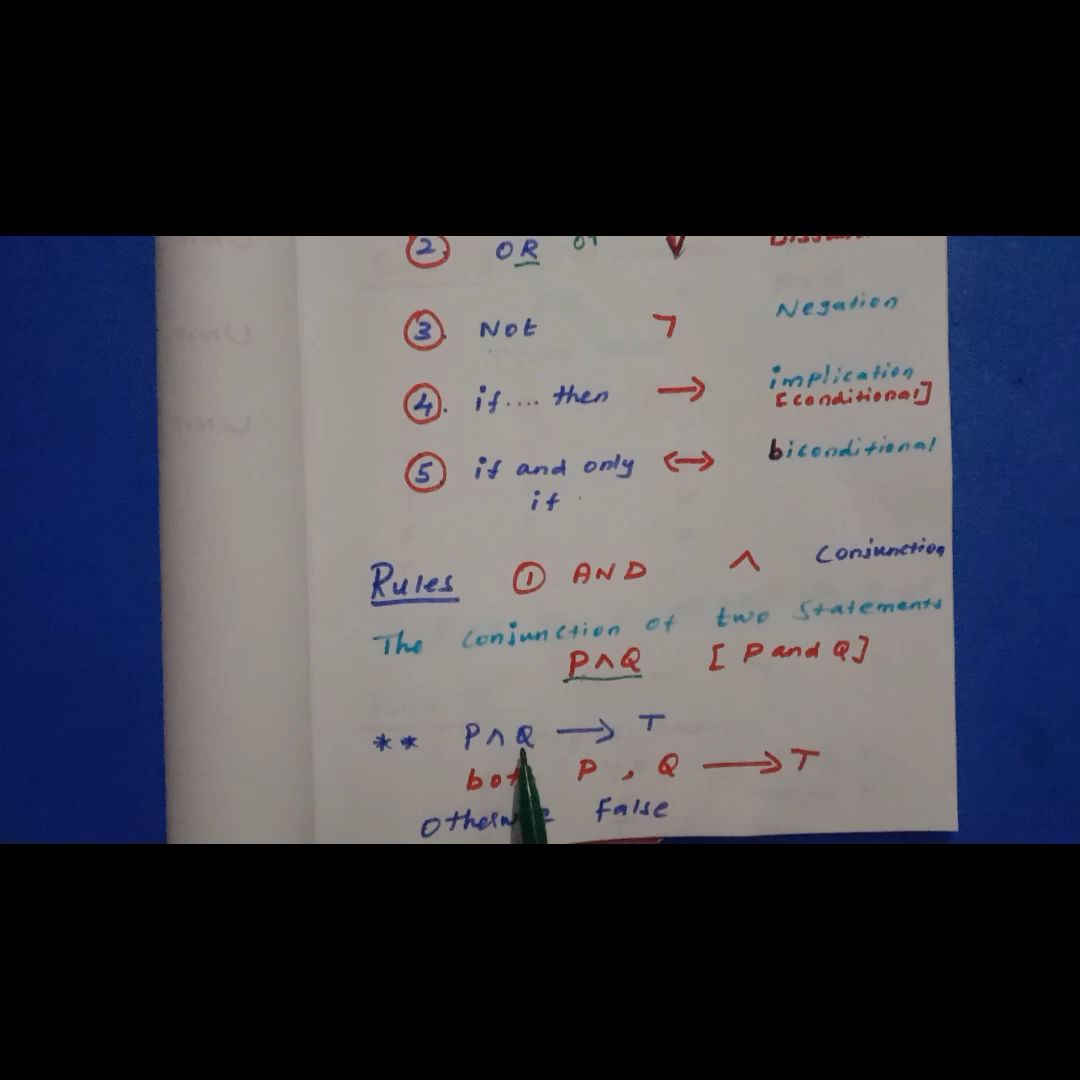 2. OR or ∨
3. Not ¬ Negation
4. if.... then → implication
[conditional]
5. if and only ↔ biconditional
if
Rules ① AND ∧ Conjunction
The Conjunction of two Statements
P∧Q [P and Q]
** P∧Q → T
P, Q → T
False